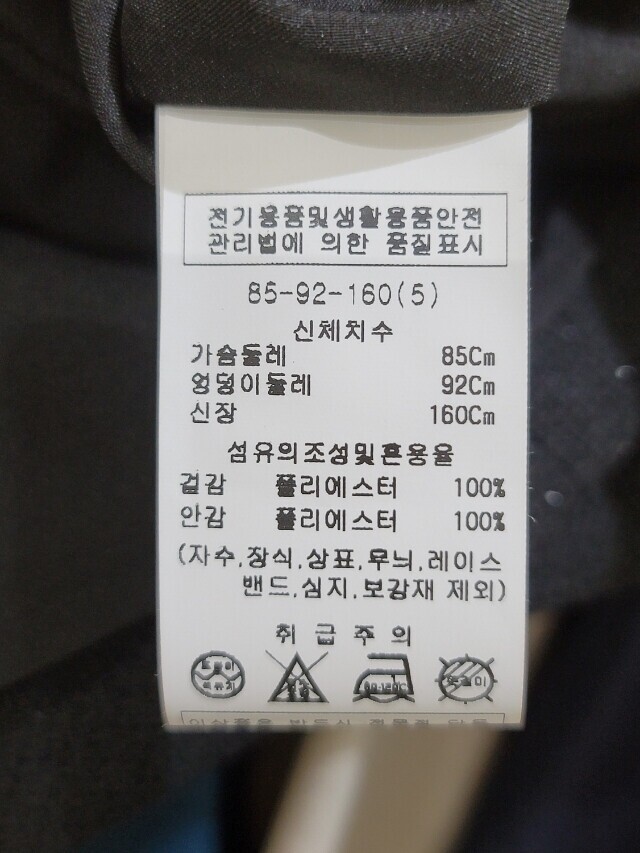 전기용품및생활용품안전
관리법에 의한 품질표시
85-92-160(5)
신체치수
가슴둘레 85Cm
엉덩이둘레 92Cm
신장 160Cm
섬유의조성및혼용율
겉감 폴리에스터 100%
안감 폴리에스터 100%
(자수,장식,상표,무늬,레이스
밴드,심지,보강재 제외)
취급주의
드라이